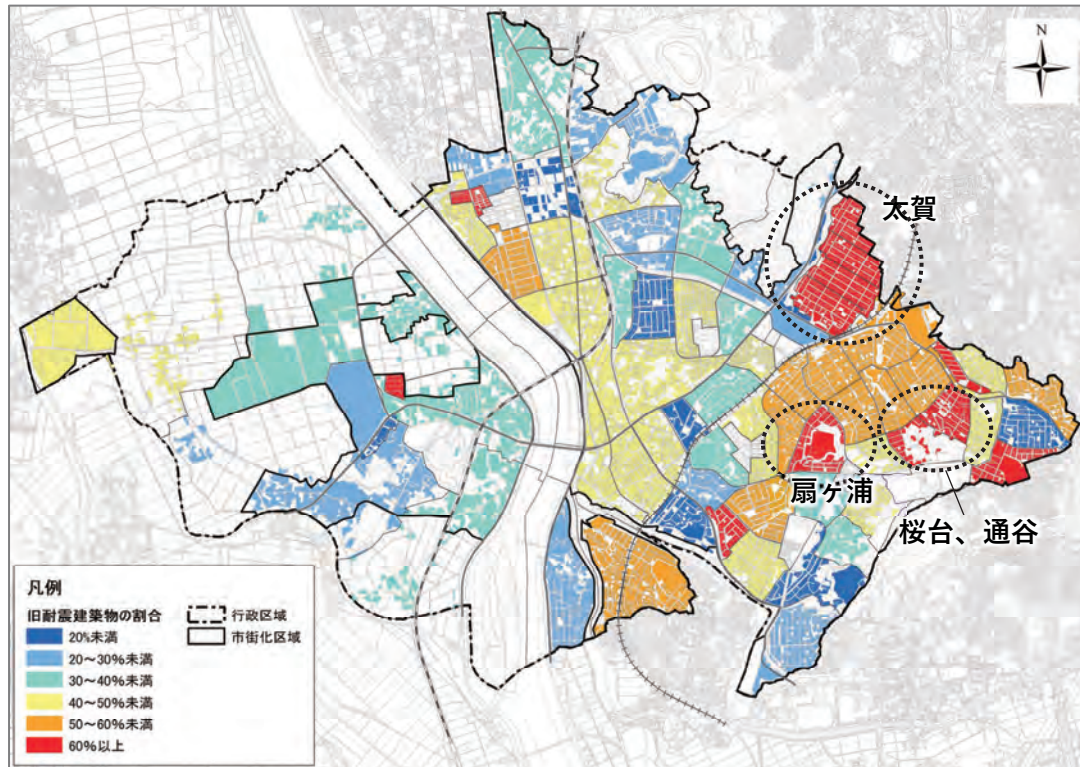 N
太賀
扇ヶ浦
桜台、通谷
凡例
旧耐震建築物の割合
20%未満
20～30%未満
30～40%未満
40～50%未満
50～60%未満
60%以上
行政区域
市街化区域